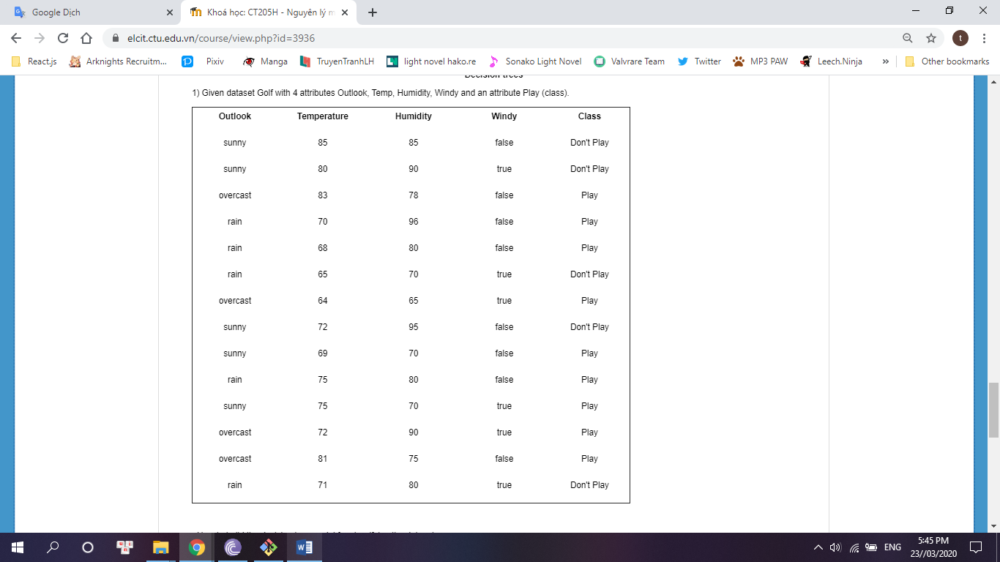 Google Dịch
Khoá học: CT205H - Nguyên lý m
elcit.ctu.edu.vn/course/view.php?id=3936
t
React.js Arknights Recruitm... Pixiv Manga TruyenTranhLH light novel hako.re Sonako Light Novel Valvrare Team Twitter MP3 PAW Leech.Ninja » Other bookmarks
Decision trees
1) Given dataset Golf with 4 attributes Outlook, Temp, Humidity, Windy and an attribute Play (class).
Outlook Temperature Humidity Windy Class
sunny 85 85 false Don't Play
sunny 80 90 true Don't Play
overcast 83 78 false Play
rain 70 96 false Play
rain 68 80 false Play
rain 65 70 true Don't Play
overcast 64 65 true Play
sunny 72 95 false Don't Play
sunny 69 70 false Play
rain 75 80 false Play
sunny 75 70 true Play
overcast 72 90 true Play
overcast 81 75 false Play
rain 71 80 true Don't Play
ENG
5:45 PM
23//03/2020